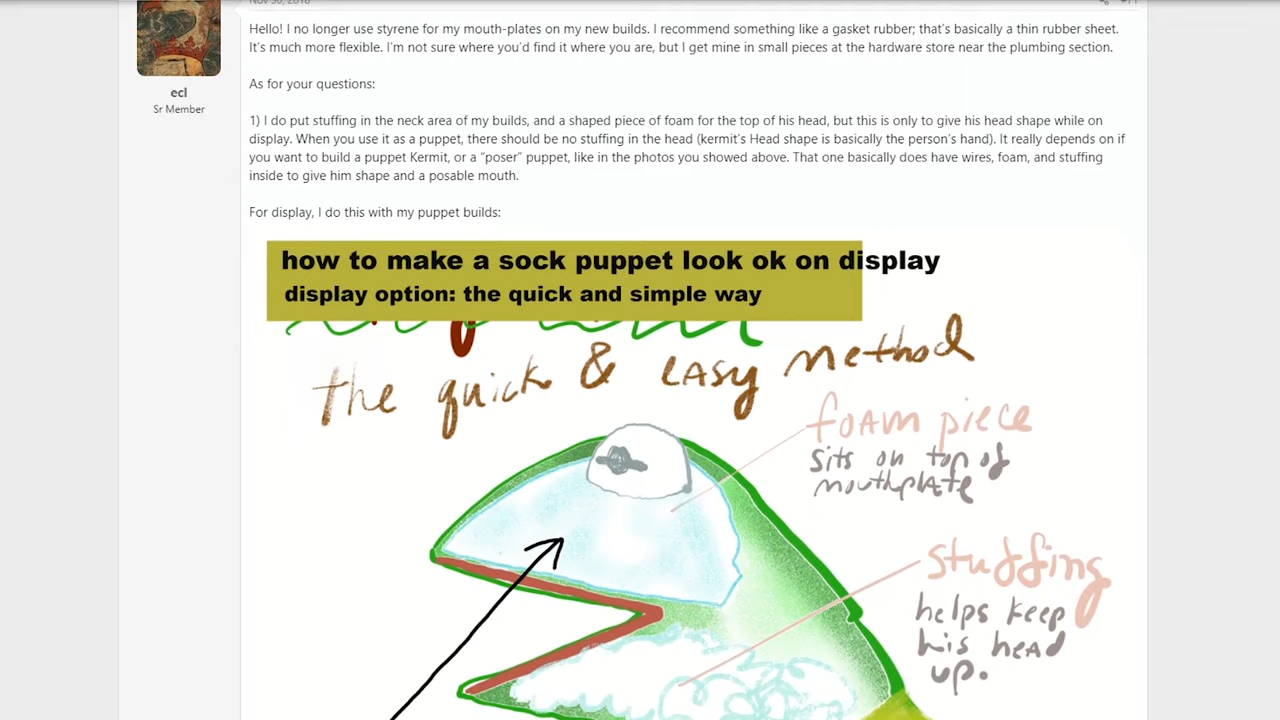 Nov 30, 2018
#71
Hello! I no longer use styrene for my mouth-plates on my new builds. I recommend something like a gasket rubber; that's basically a thin rubber sheet.
It's much more flexible. I'm not sure where you'd find it where you are, but I get mine in small pieces at the hardware store near the plumbing section.
ecl
Sr Member
As for your questions:
1) I do put stuffing in the neck area of my builds, and a shaped piece of foam for the top of his head, but this is only to give his head shape while on
display. When you use it as a puppet, there should be no stuffing in the head (kermit's Head shape is basically the person's hand). It really depends on if
you want to build a puppet Kermit, or a “poser” puppet, like in the photos you showed above. That one basically does have wires, foam, and stuffing
inside to give him shape and a posable mouth.
For display, I do this with my puppet builds:
how to make a sock puppet look ok on display
display option: the quick and simple way
the quick & easy method
foam piece
sits on top of
mouthplate
stuffing
helps keep
his head
up.